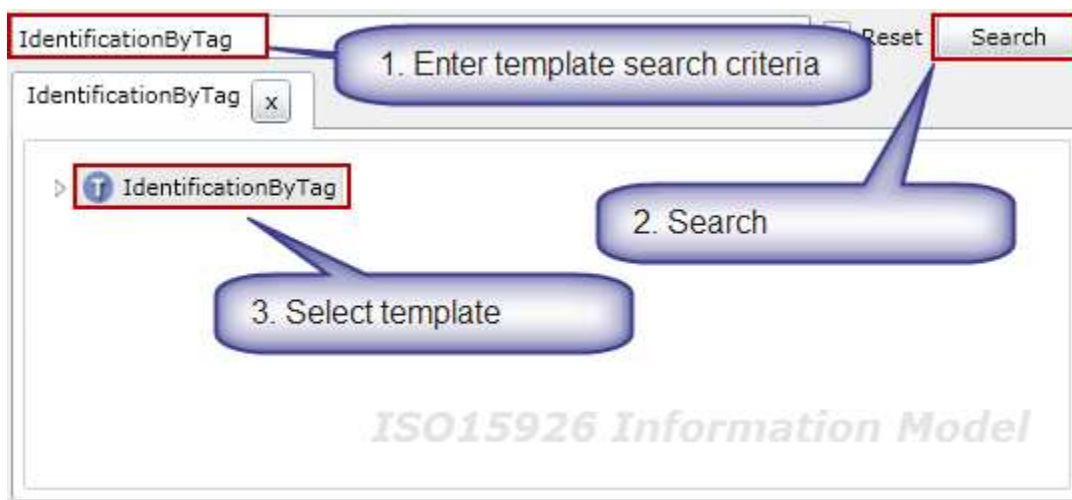 IdentificationByTag
1. Enter template search criteria
Reset
Search
IdentificationByTag x
T IdentificationByTag
2. Search
3. Select template
ISO15926 Information Model